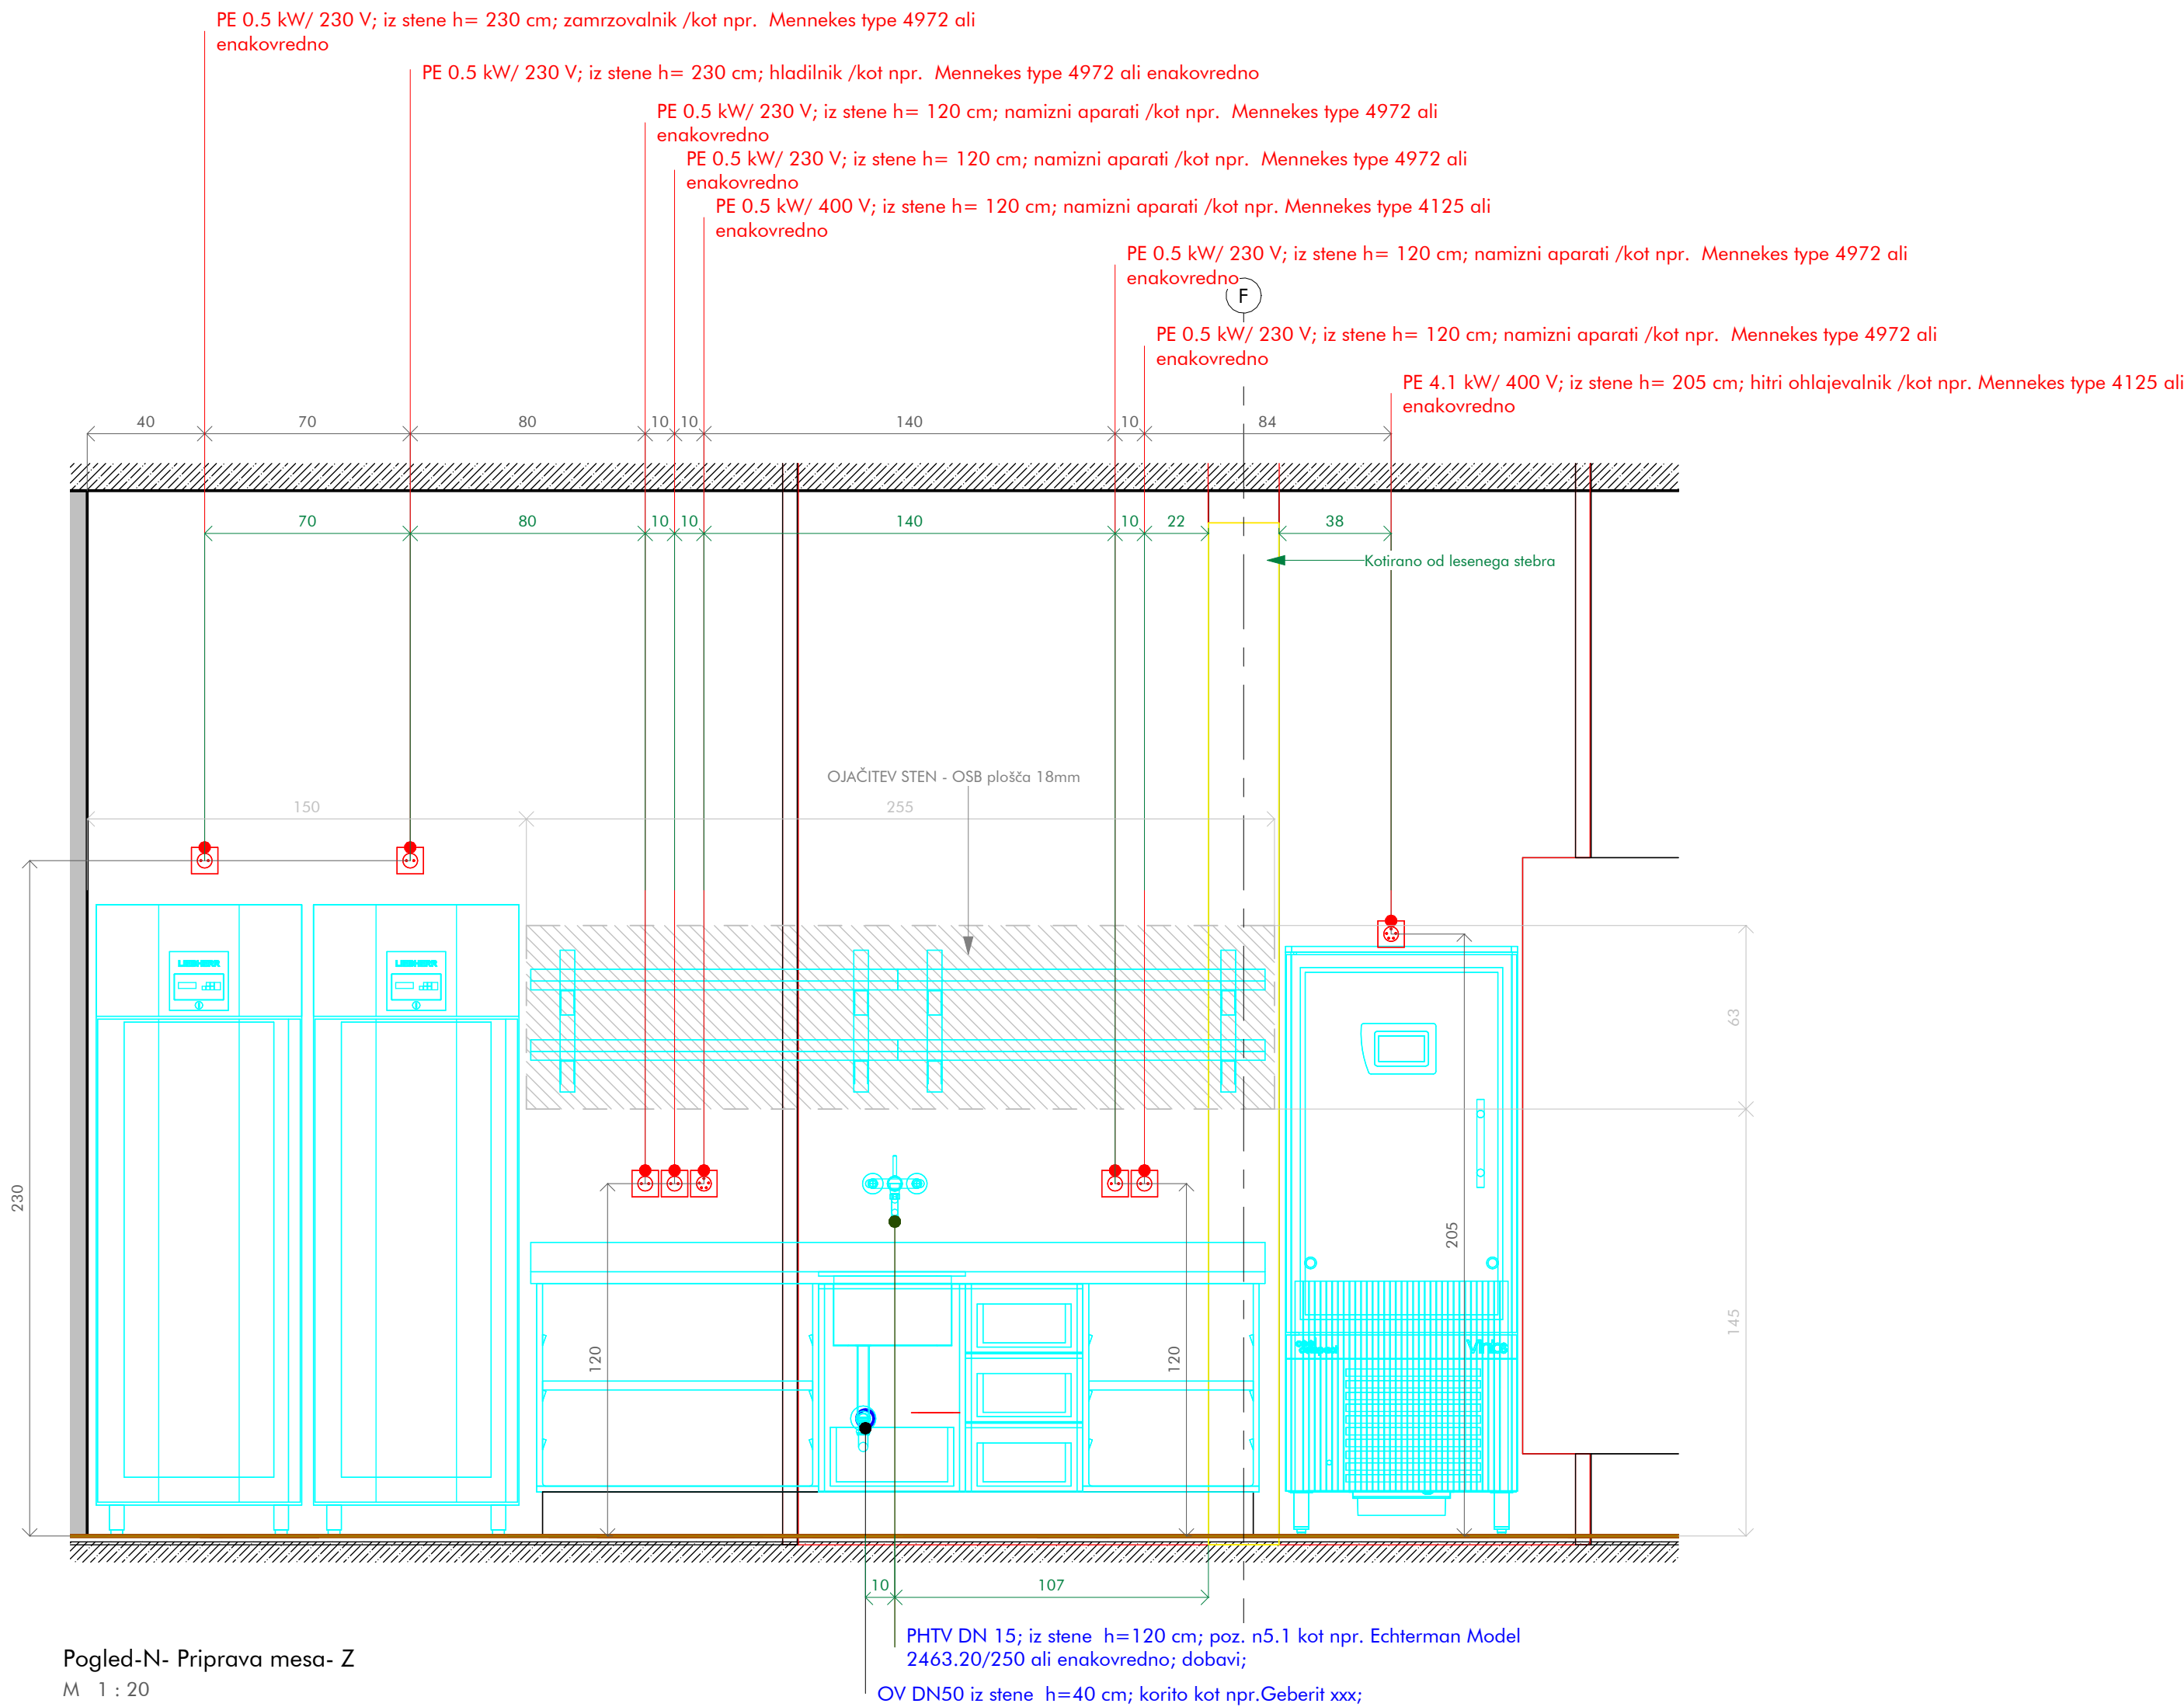 PE 0.5 kW/ 230 V; iz stene h= 230 cm; zamrzovalnik /kot npr.  Mennekes type 4972 ali
enakovredno
PE 0.5 kW/ 230 V; iz stene h= 230 cm; hladilnik /kot npr.  Mennekes type 4972 ali enakovredno
PE 0.5 kW/ 230 V; iz stene h= 120 cm; namizni aparati /kot npr.  Mennekes type 4972 ali
enakovredno
PE 0.5 kW/ 230 V; iz stene h= 120 cm; namizni aparati /kot npr.  Mennekes type 4972 ali
enakovredno
PE 0.5 kW/ 400 V; iz stene h= 120 cm; namizni aparati /kot npr. Mennekes type 4125 ali
enakovredno
PE 0.5 kW/ 230 V; iz stene h= 120 cm; namizni aparati /kot npr.  Mennekes type 4972 ali
enakovredno
F
PE 0.5 kW/ 230 V; iz stene h= 120 cm; namizni aparati /kot npr.  Mennekes type 4972 ali
enakovredno
PE 4.1 kW/ 400 V; iz stene h= 205 cm; hitri ohlajevalnik /kot npr. Mennekes type 4125 ali
enakovredno
40 70 80 10 10 140 10 84
70 80 10 10 140 10 22 38
Kotirano od lesenega stebra
OJAČITEV STEN - OSB plošča 18mm
150 255
LIEBHERR LIEBHERR
63
230
205
120 120
145
Virtus
10 107
PHTV DN 15; iz stene  h=120 cm; poz. n5.1 kot npr. Echterman Model
2463.20/250 ali enakovredno; dobavi;
OV DN50 iz stene  h=40 cm; korito kot npr.Geberit xxx;
Pogled-N- Priprava mesa- Z
M   1 : 20